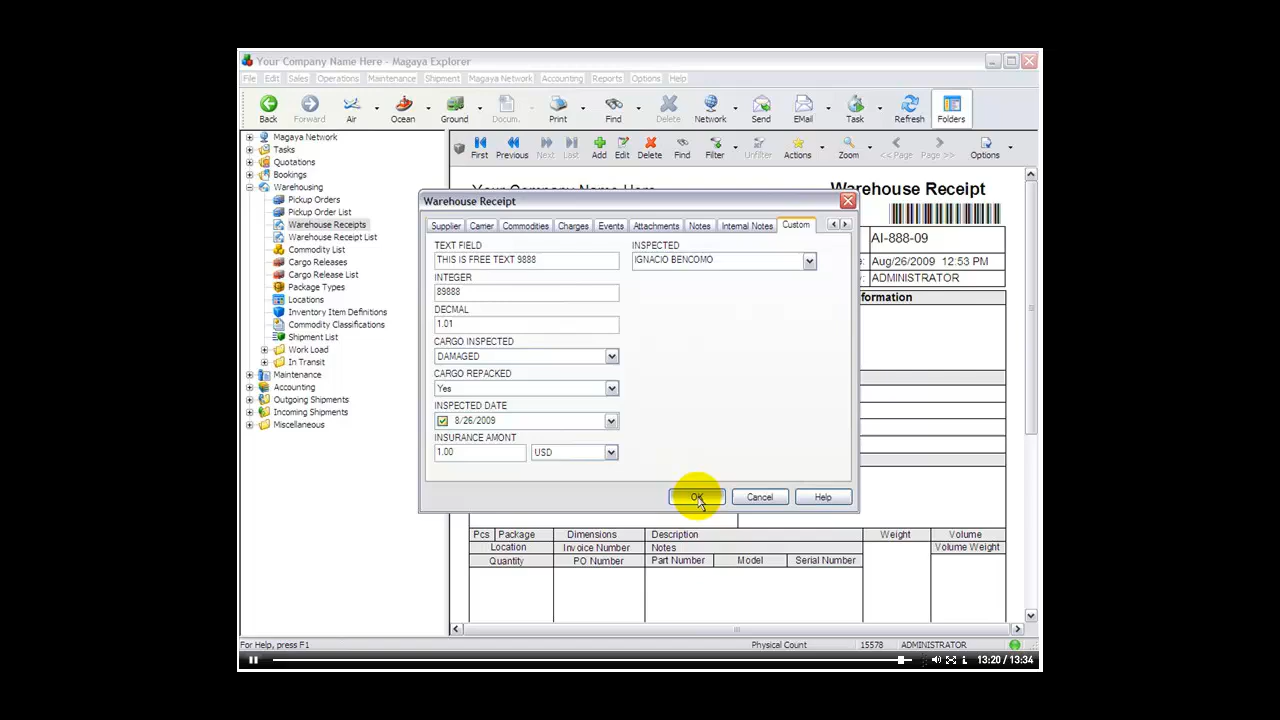 Your Company Name Here - Magaya Explorer
File Edit Sales Operations Maintenance Shipment Magaya Network Accounting Reports Options Help
Back Forward Air Ocean Ground Docum. Print Find Delete Network Send EMail Task Refresh Folders
First Previous Next Last Add Edit Delete Find Filter Unfilter Actions Zoom << Page Page >> Options
Magaya Network
Tasks
Quotations
Bookings
Warehousing
Pickup Orders
Pickup Order List
Warehouse Receipts
Warehouse Receipt List
Commodity List
Cargo Releases
Cargo Release List
Package Types
Locations
Inventory Item Definitions
Commodity Classifications
Shipment List
Work Load
In Transit
Maintenance
Accounting
Outgoing Shipments
Incoming Shipments
Miscellaneous
Your Company Name Here
Warehouse Receipt
AI-888-09
Aug/26/2009 12:53 PM
ADMINISTRATOR
formation
Warehouse Receipt
Supplier Carrier Commodities Charges Events Attachments Notes Internal Notes Custom
TEXT FIELD
THIS IS FREE TEXT 9888
INTEGER
89888
DECMAL
1.01
CARGO INSPECTED
DAMAGED
CARGO REPACKED
Yes
INSPECTED DATE
8/26/2009
INSURANCE AMONT
1.00 USD
INSPECTED
IGNACIO BENCOMO
OK Cancel Help
Pcs Package Dimensions Description Weight Volume
Location Invoice Number Notes Volume Weight
Quantity PO Number Part Number Model Serial Number
For Help, press F1 Physical Count 15578 ADMINISTRATOR
13:20 / 13:34